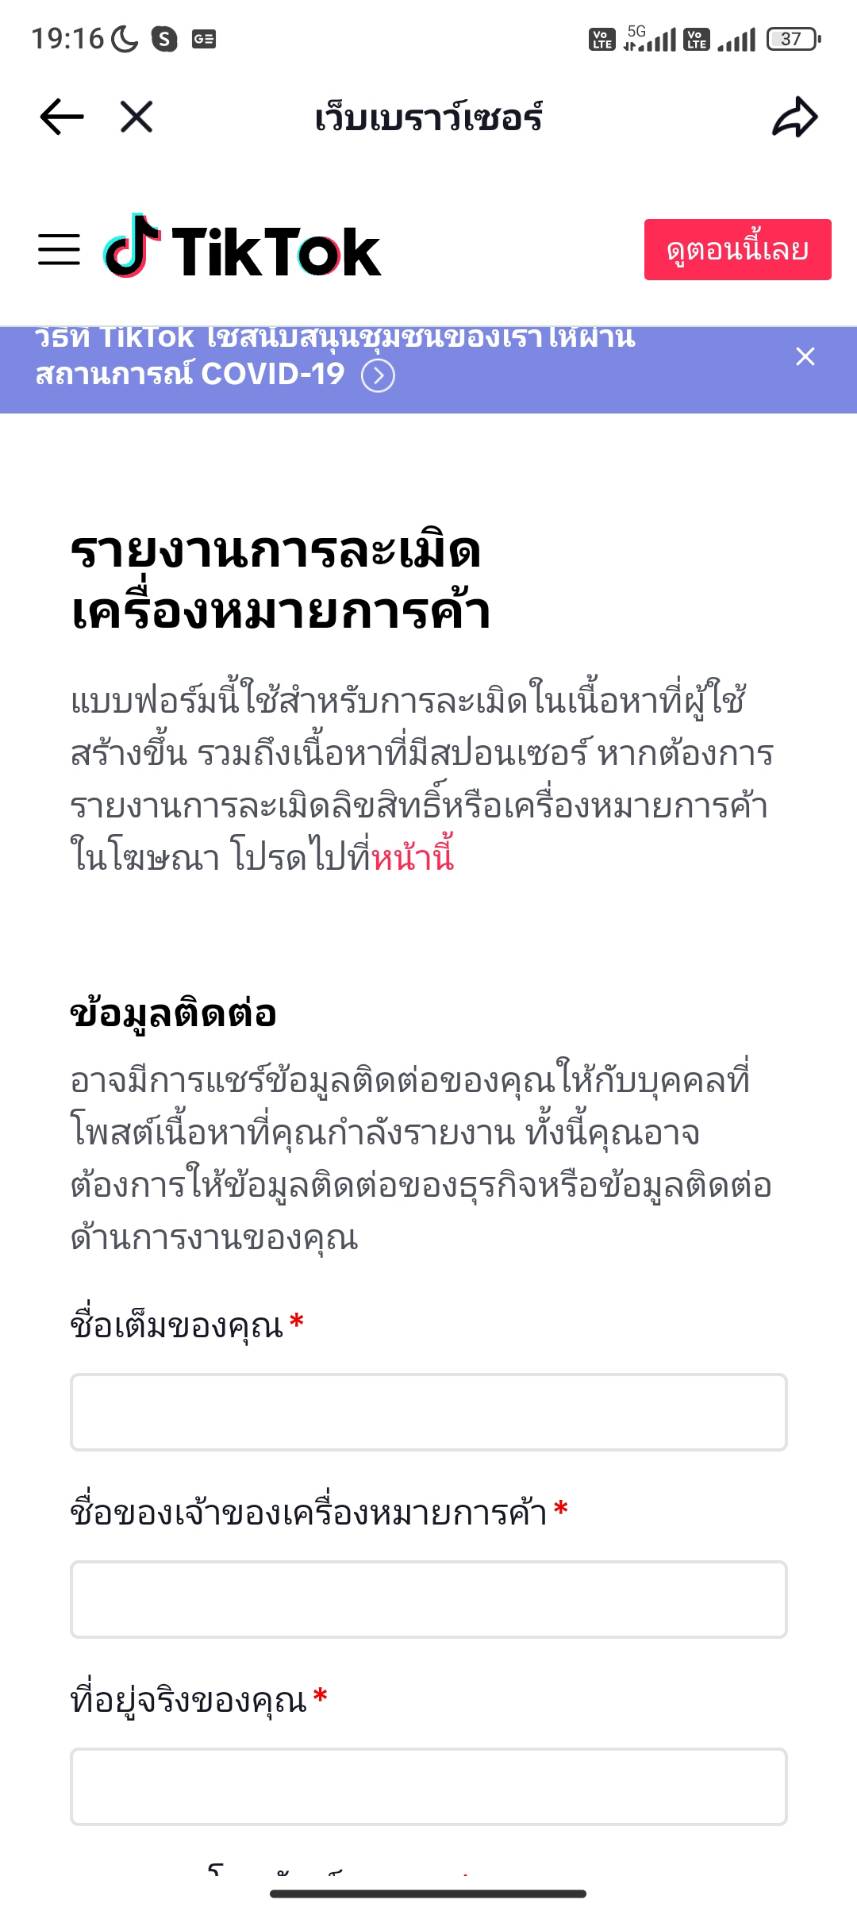 19:16
S
GE
Vo LTE
5G
Vo LTE
37
เว็บเบราว์เซอร์
TikTok
ดูตอนนี้เลย
วิธีที่ TikTok ใช้สนับสนุนชุมชนของเราให้ผ่าน
สถานการณ์ COVID-19
รายงานการละเมิด
เครื่องหมายการค้า
แบบฟอร์มนี้ใช้สำหรับการละเมิดในเนื้อหาที่ผู้ใช้
สร้างขึ้น รวมถึงเนื้อหาที่มีสปอนเซอร์ หากต้องการ
รายงานการละเมิดลิขสิทธิ์หรือเครื่องหมายการค้า
ในโฆษณา โปรดไปที่หน้านี้
ข้อมูลติดต่อ
อาจมีการแชร์ข้อมูลติดต่อของคุณให้กับบุคคลที่
โพสต์เนื้อหาที่คุณกำลังรายงาน ทั้งนี้คุณอาจ
ต้องการให้ข้อมูลติดต่อของธุรกิจหรือข้อมูลติดต่อ
ด้านการงานของคุณ
ชื่อเต็มของคุณ*
ชื่อของเจ้าของเครื่องหมายการค้า*
ที่อยู่จริงของคุณ*